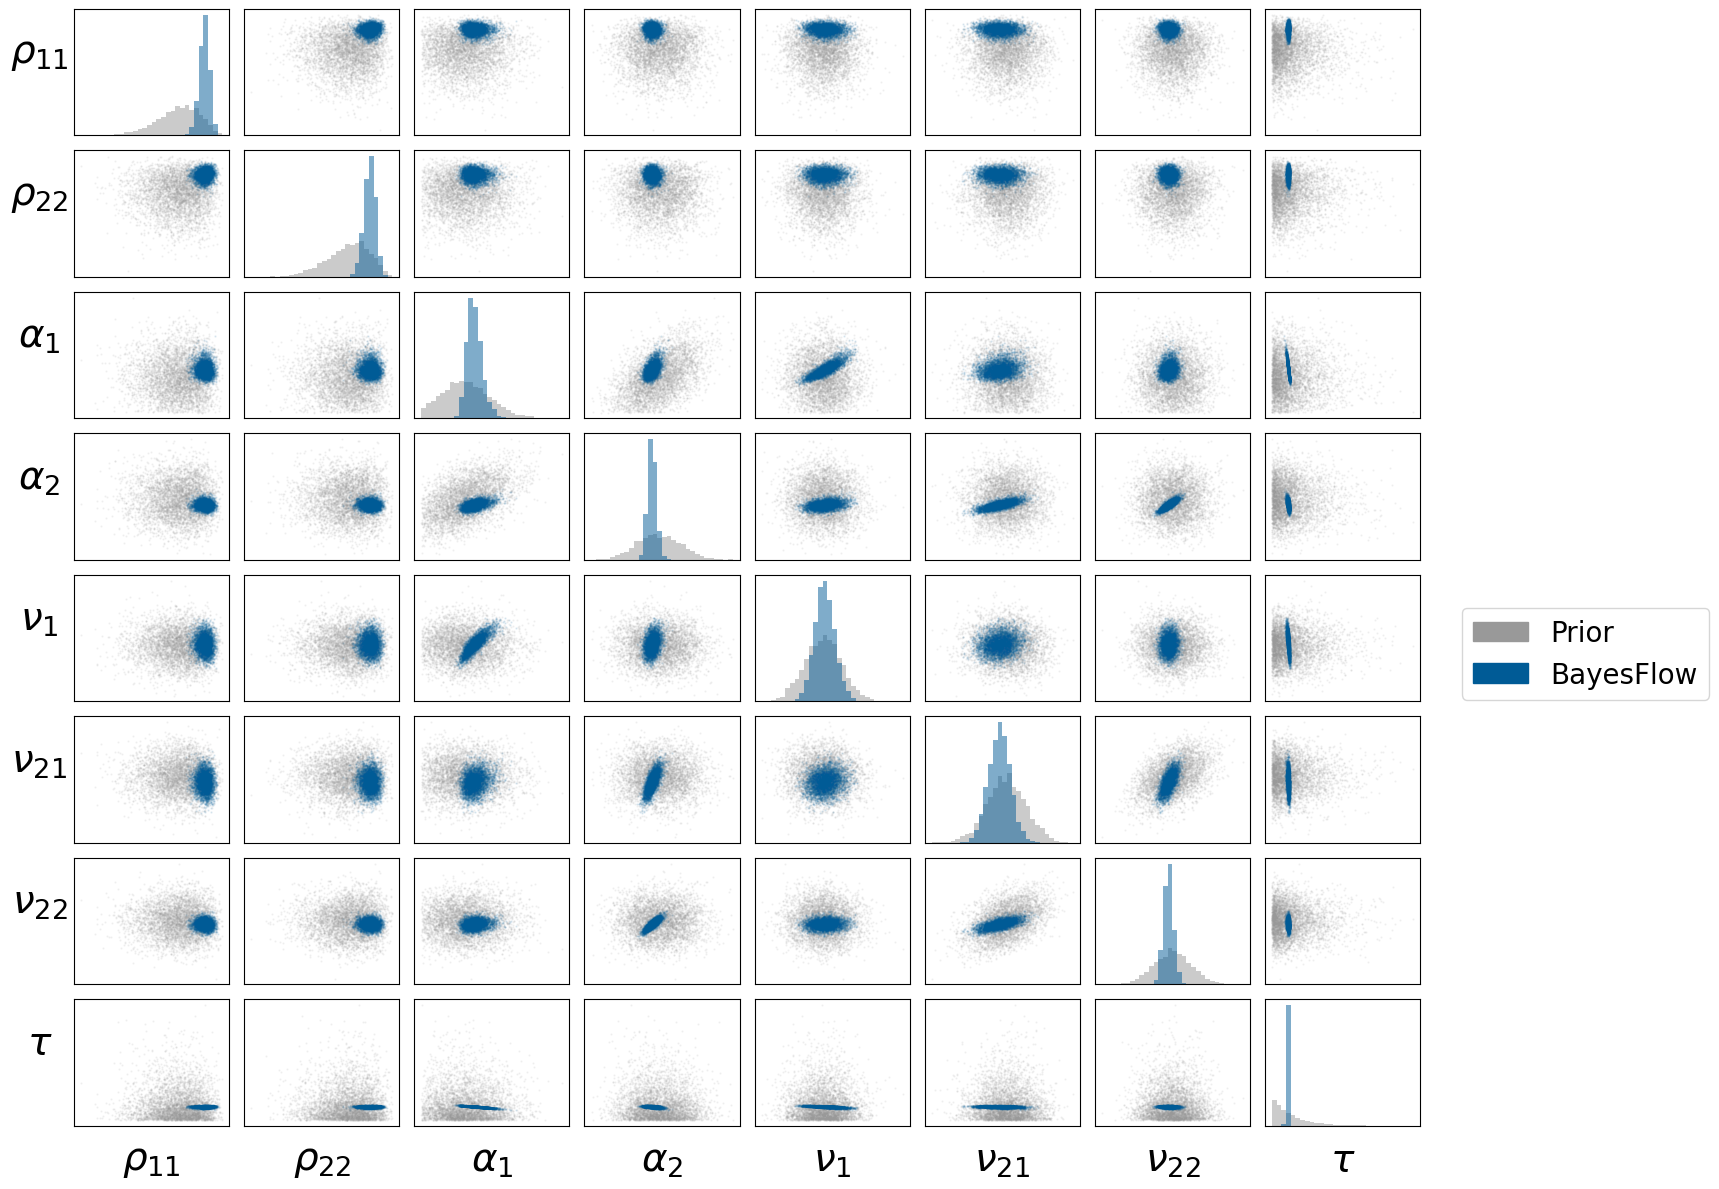 ρ11
ρ22
α1
α2
ν1
ν21
ν22
τ
Prior
BayesFlow
ρ11 ρ22 α1 α2 ν1 ν21 ν22 τ